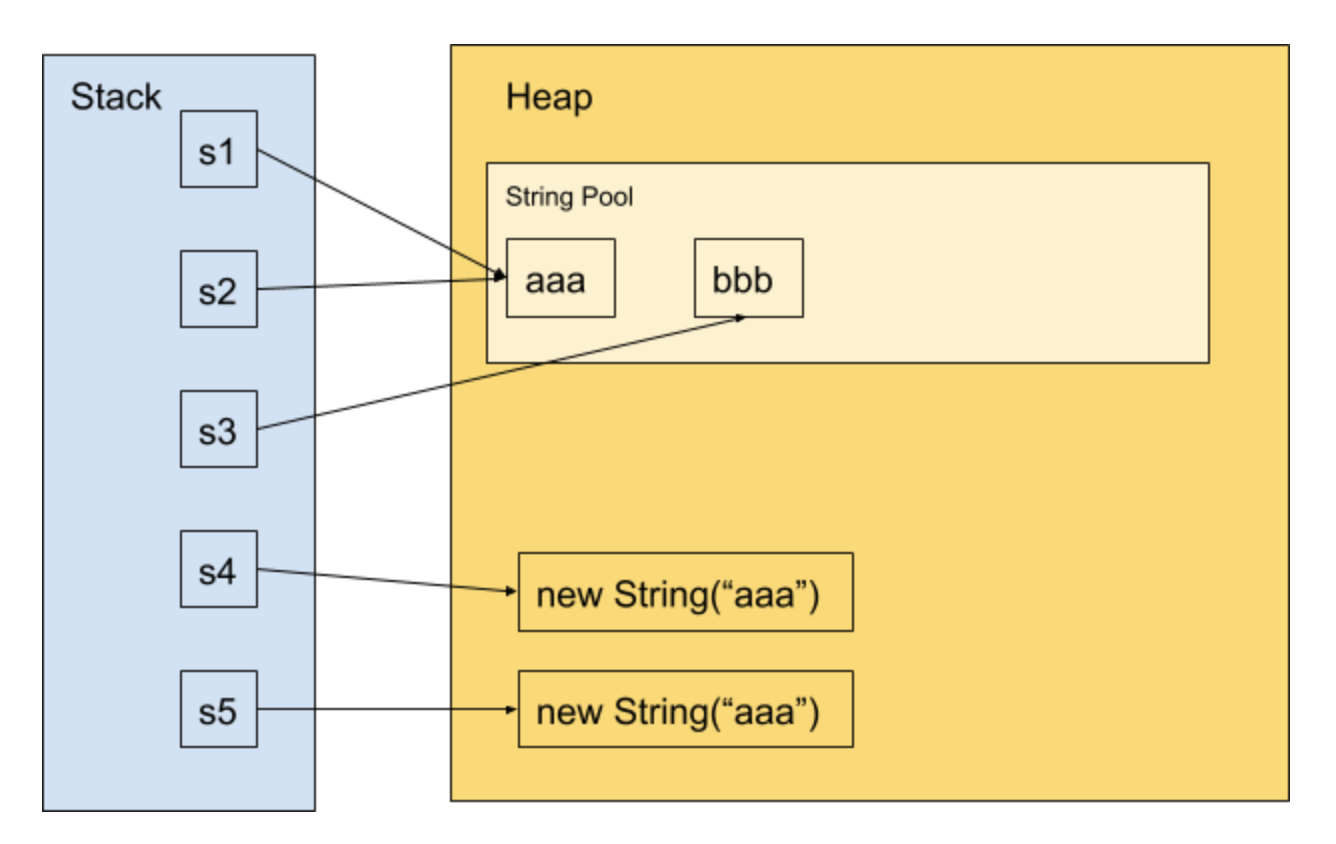 Stack
s1
s2
s3
s4
s5
Heap
String Pool
aaa
bbb
new String(“aaa”)
new String(“aaa”)